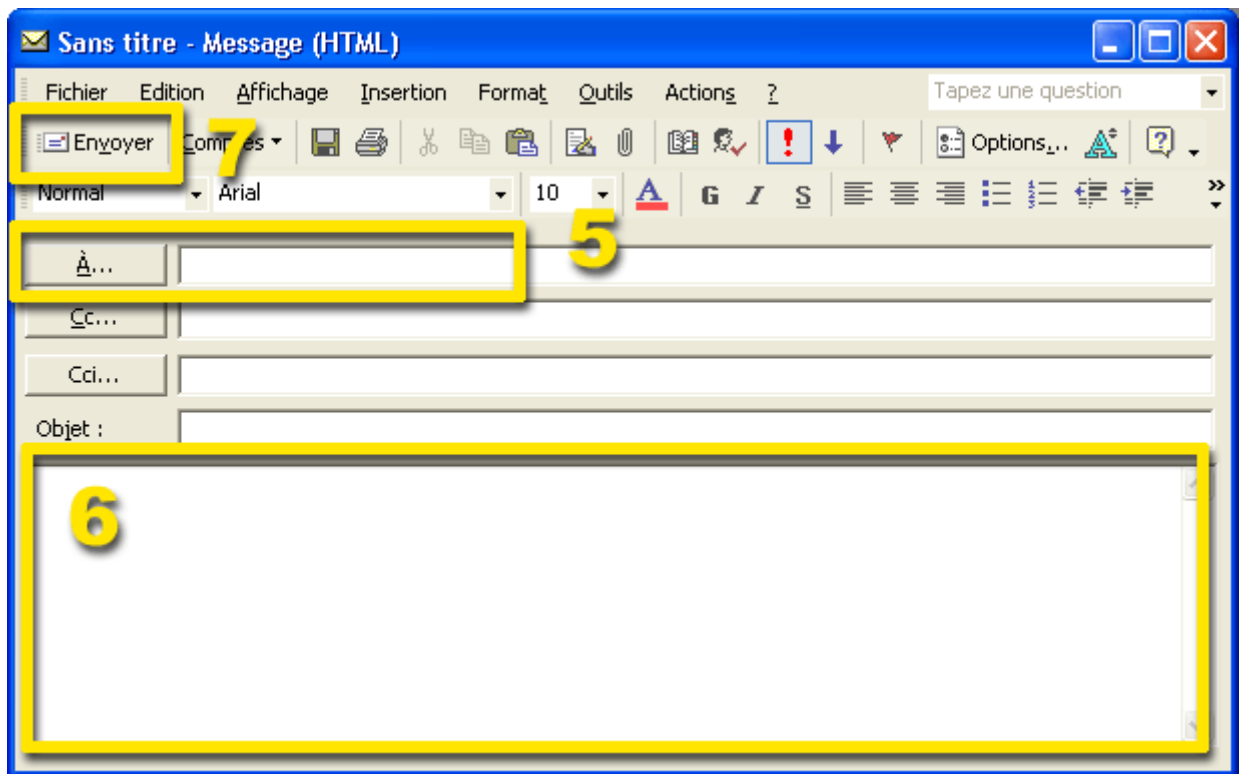 Sans titre - Message (HTML)
Fichier Edition Affichage Insertion Format Outils Actions ? Tapez une question
Envoyer 7 Options...
Normal Arial 10 A G I S
5
À...
Cc...
Cci...
Objet :
6